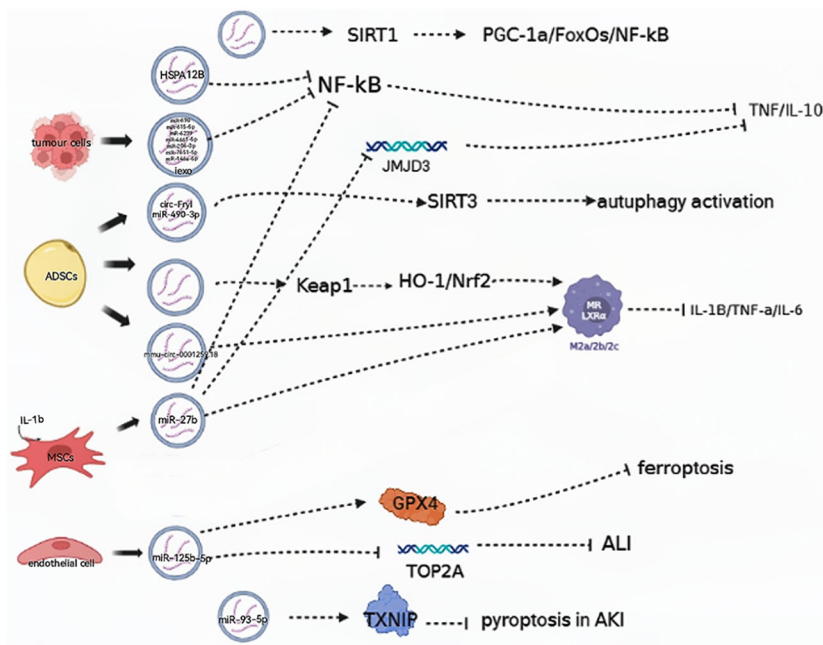 SIRT1
PGC-1a/FoxOs/NF-kB
HSPA12B
NF-kB
TNF/IL-10
tumour cells
lexo
JMJD3
circ-Fryl
miR-490-3p
SIRT3
autophagy activation
ADSCs
Keap1
HO-1/Nrf2
MR
LXRα
IL-1B/TNF-a/IL-6
M2a/2b/2c
IL-1b
miR-27b
MSCs
ferroptosis
GPX4
endothelial cell
miR-125b-5p
TOP2A
ALI
miR-93-5p
TXNIP
pyroptosis in AKI